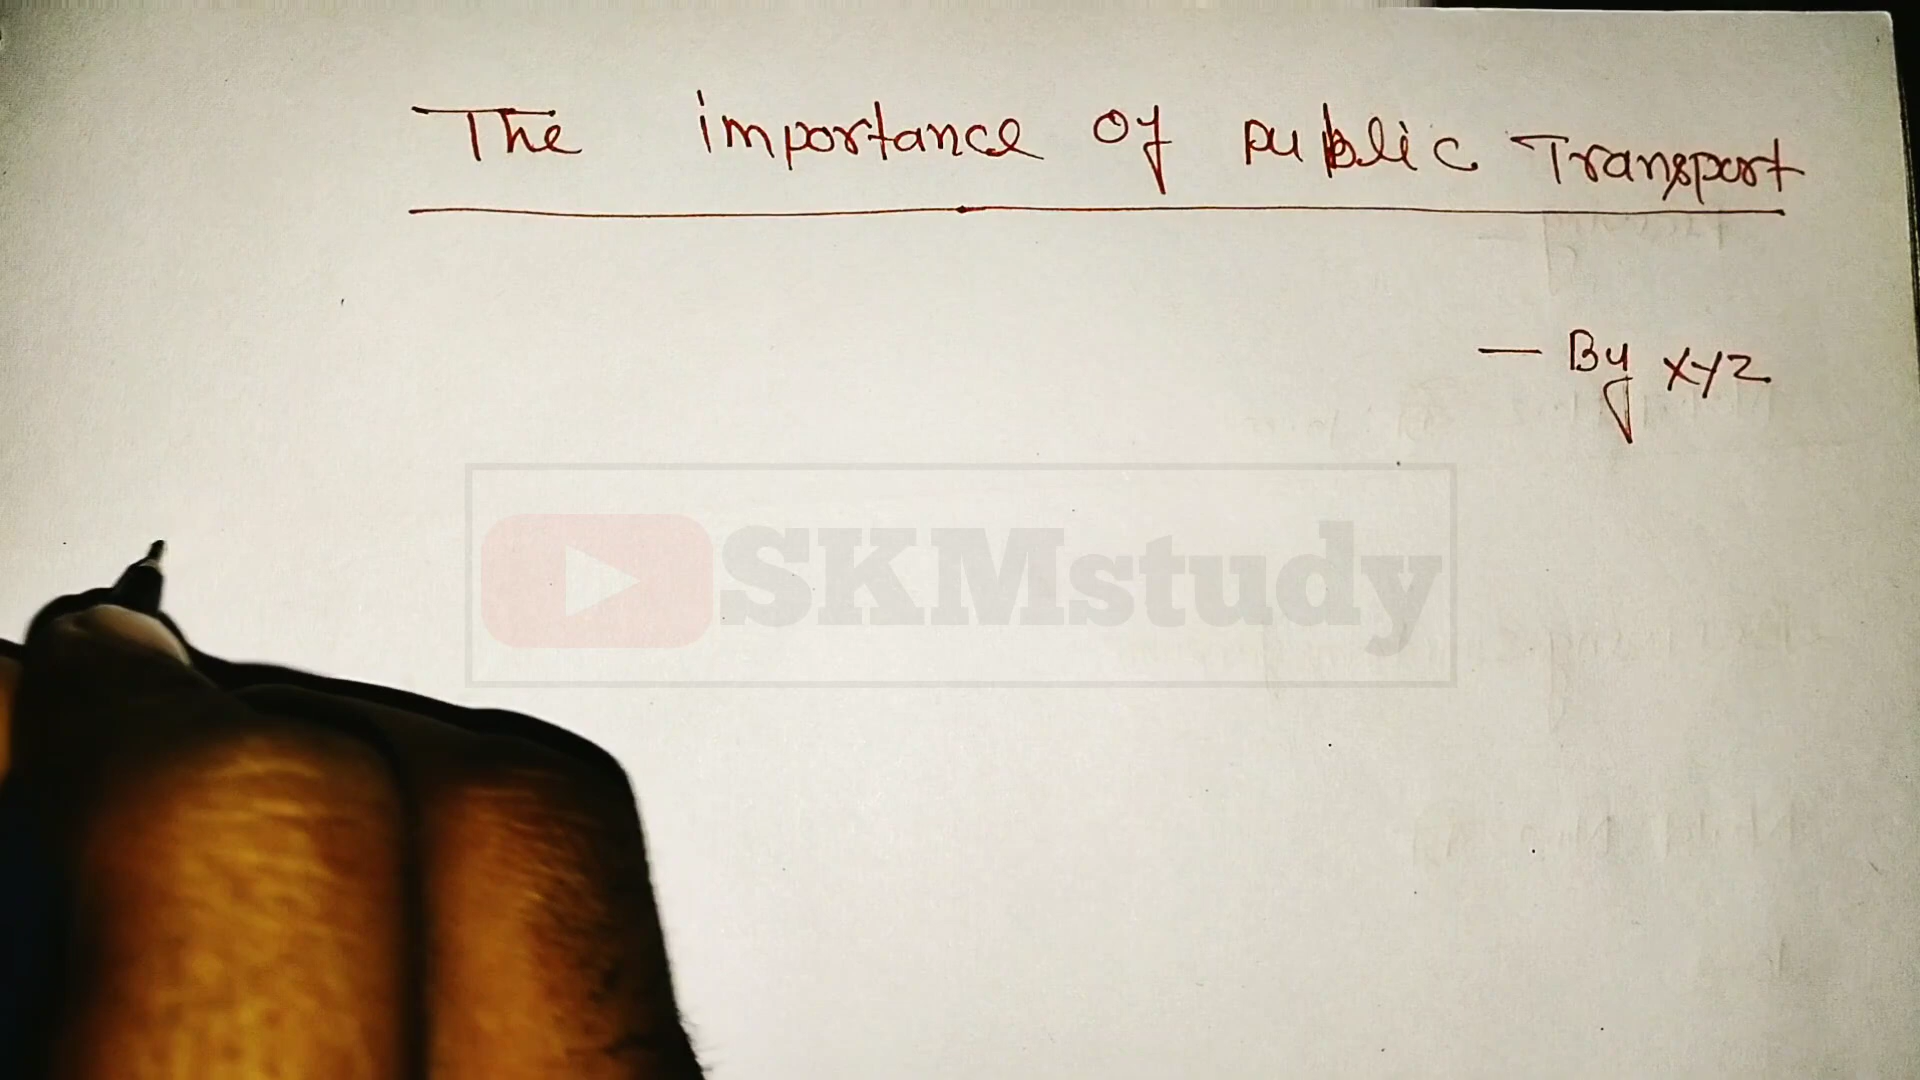 The importance of public Transport
— By XYZ
SKMstudy